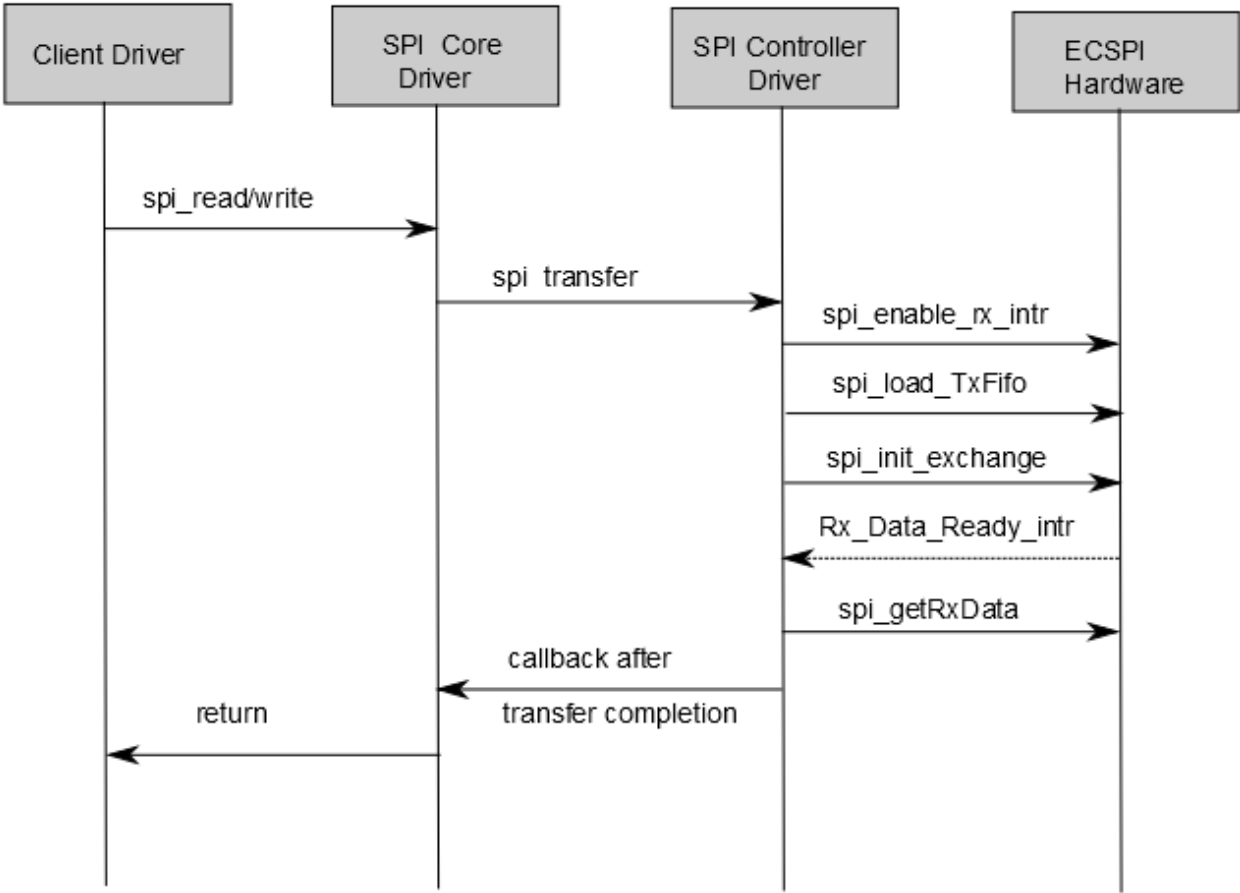 Client Driver
SPI Core
Driver
SPI Controller
Driver
ECSPI
Hardware
spi_read/write
spi transfer
spi_enable_rx_intr
spi_load_TxFifo
spi_init_exchange
Rx_Data_Ready_intr
spi_getRxData
callback after
transfer completion
return